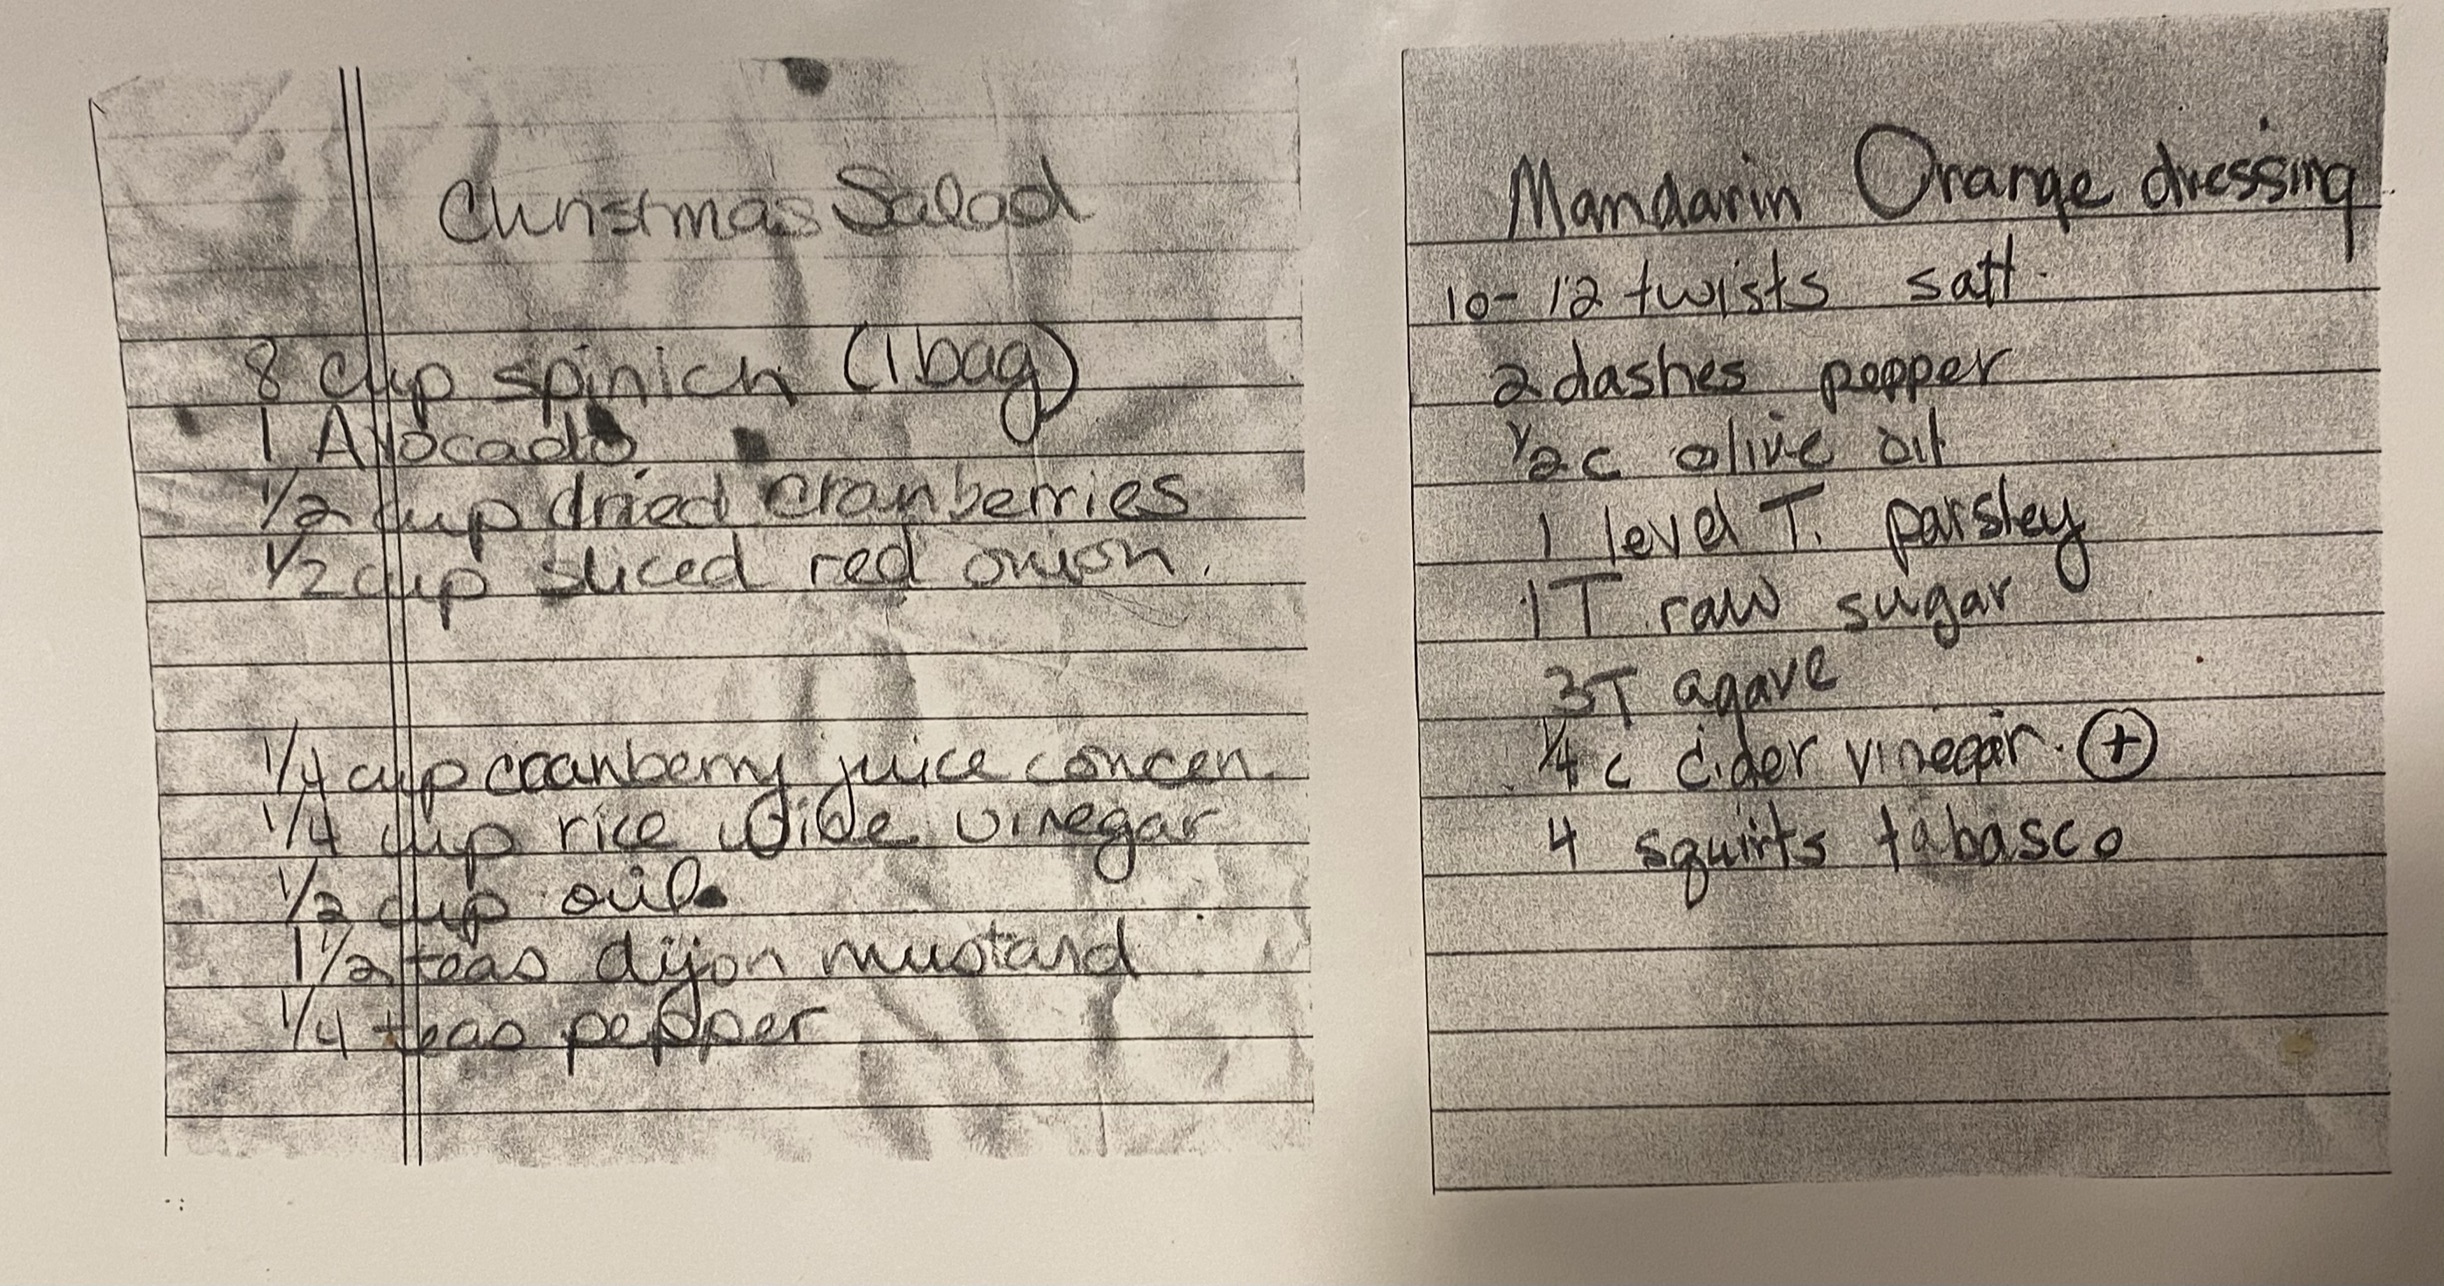 Christmas Salad
8 cup spinich (1 bag)
1 Avocado
1/2 cup dried cranberries
1/2 cup sliced red onion.
1/4 cup cranberry juice concen.
1/4 cup rice vinegar
1/2 cup oil
1 1/2 teas dijon mustard
1/4 teas pepper
Mandarin Orange dressing
10-12 twists salt.
2 dashes pepper
1/2 c olive oil
1 level T. parsley
1 T raw sugar
3T agave
1/4 c cider vinegar. +
4 squirts tabasco